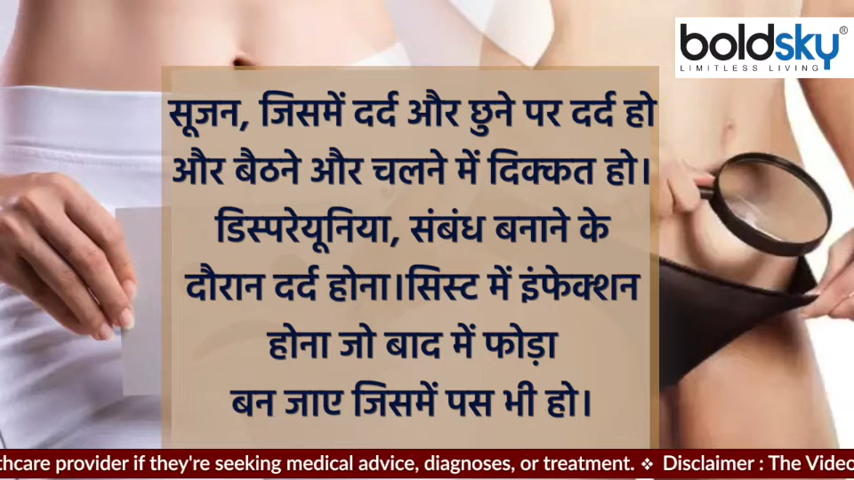 boldsky®
LIMITLESS LIVING
सूजन, जिसमें दर्द और छुने पर दर्द हो
और बैठने और चलने में दिक्कत हो।
डिस्परेयूनिया, संबंध बनाने के
दौरान दर्द होना।सिस्ट में इंफेक्शन
होना जो बाद में फोड़ा
बन जाए जिसमें पस भी हो।
thcare provider if they're seeking medical advice, diagnoses, or treatment. ❖ Disclaimer : The Video